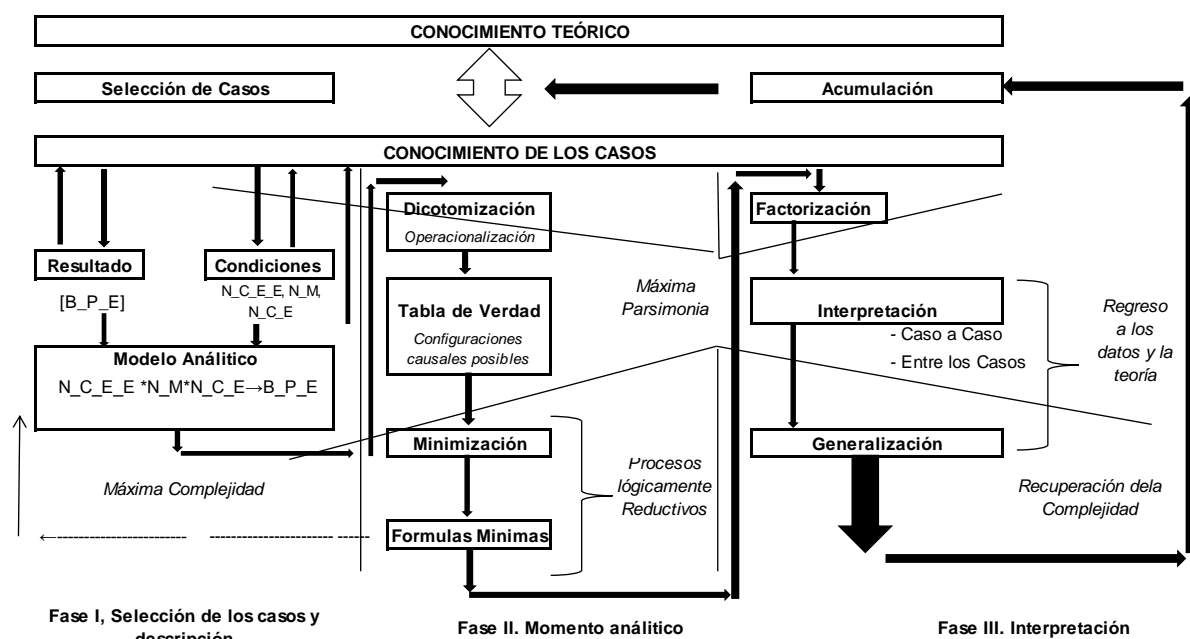 CONOCIMIENTO TEÓRICO
Selección de Casos
Acumulación
CONOCIMIENTO DE LOS CASOS
Resultado
[B_P_E]
Condiciones
N_C_E_E, N_M,
N_C_E
Modelo Análitico
N_C_E_E *N_M*N_C_E→B_P_E
Máxima Complejidad
Dicotomización
Operacionalización
Tabla de Verdad
Configuraciones
causales posibles
Minimización
Formulas Minimas
Procesos
lógicamente
Reductivos
Máxima
Parsimonia
Factorización
Interpretación
- Caso a Caso
- Entre los Casos
Generalización
Regreso
a los
datos y la
teoría
Recuperación dela
Complejidad
Fase I, Selección de los casos y
descripción
Fase II. Momento análitico
Fase III. Interpretación